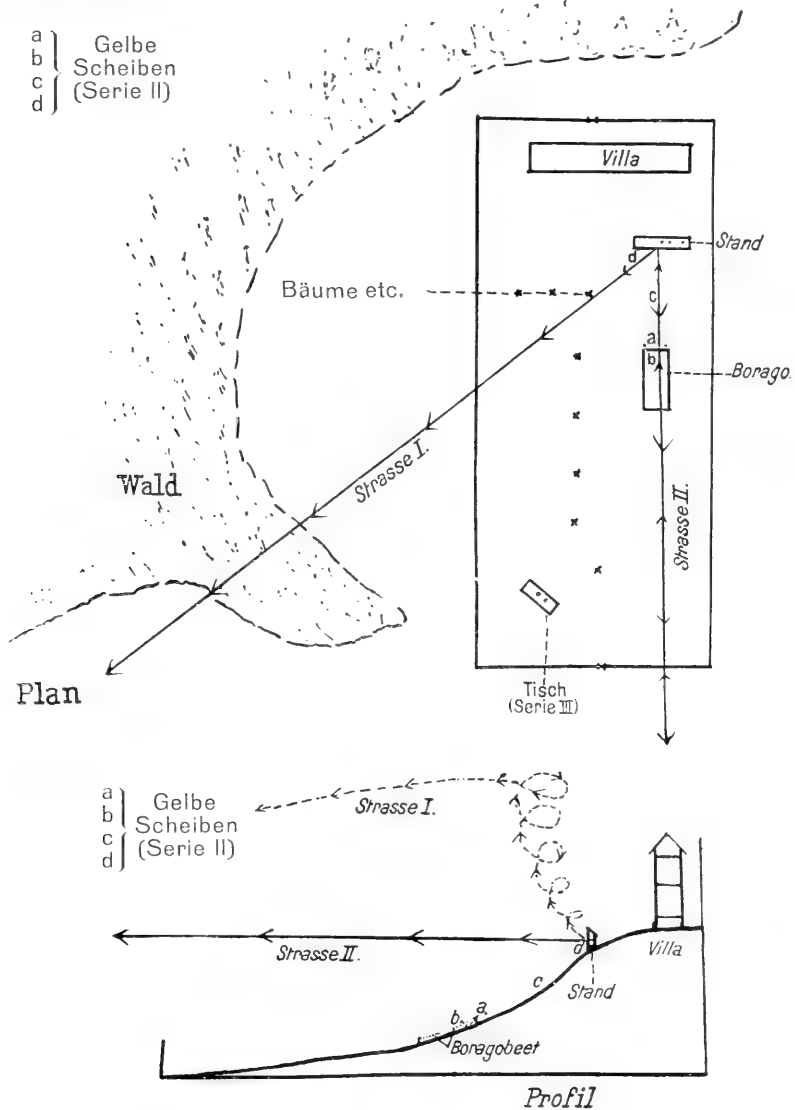 a
b
c
d
Gelbe
Scheiben
(Serie II)
Villa
Stand
d
Bäume etc.
c
a
b
Borago.
Strasse I.
Wald
Strasse II.
Plan
Tisch
(Serie III)
a
b
c
d
Gelbe
Scheiben
(Serie II)
Strasse I.
Strasse II.
d
Villa
c
Stand
b.
a.
Boragobeet
Profil